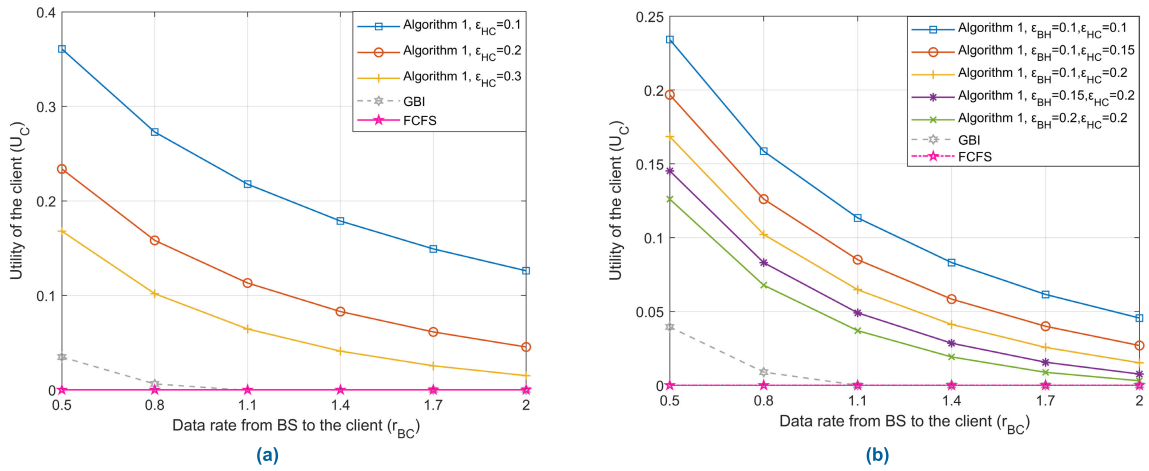 0.4
0.3
0.2
0.1
0
Utility of the client (U_C)
Algorithm 1, ε_HC=0.1
Algorithm 1, ε_HC=0.2
Algorithm 1, ε_HC=0.3
GBI
FCFS
0.5 0.8 1.1 1.4 1.7 2
Data rate from BS to the client (r_BC)
(a)
0.25
0.2
0.15
0.1
0.05
0
Utility of the client (U_C)
Algorithm 1, ε_BH=0.1,ε_HC=0.1
Algorithm 1, ε_BH=0.1,ε_HC=0.15
Algorithm 1, ε_BH=0.1,ε_HC=0.2
Algorithm 1, ε_BH=0.15,ε_HC=0.2
Algorithm 1, ε_BH=0.2,ε_HC=0.2
GBI
FCFS
0.5 0.8 1.1 1.4 1.7 2
Data rate from BS to the client (r_BC)
(b)